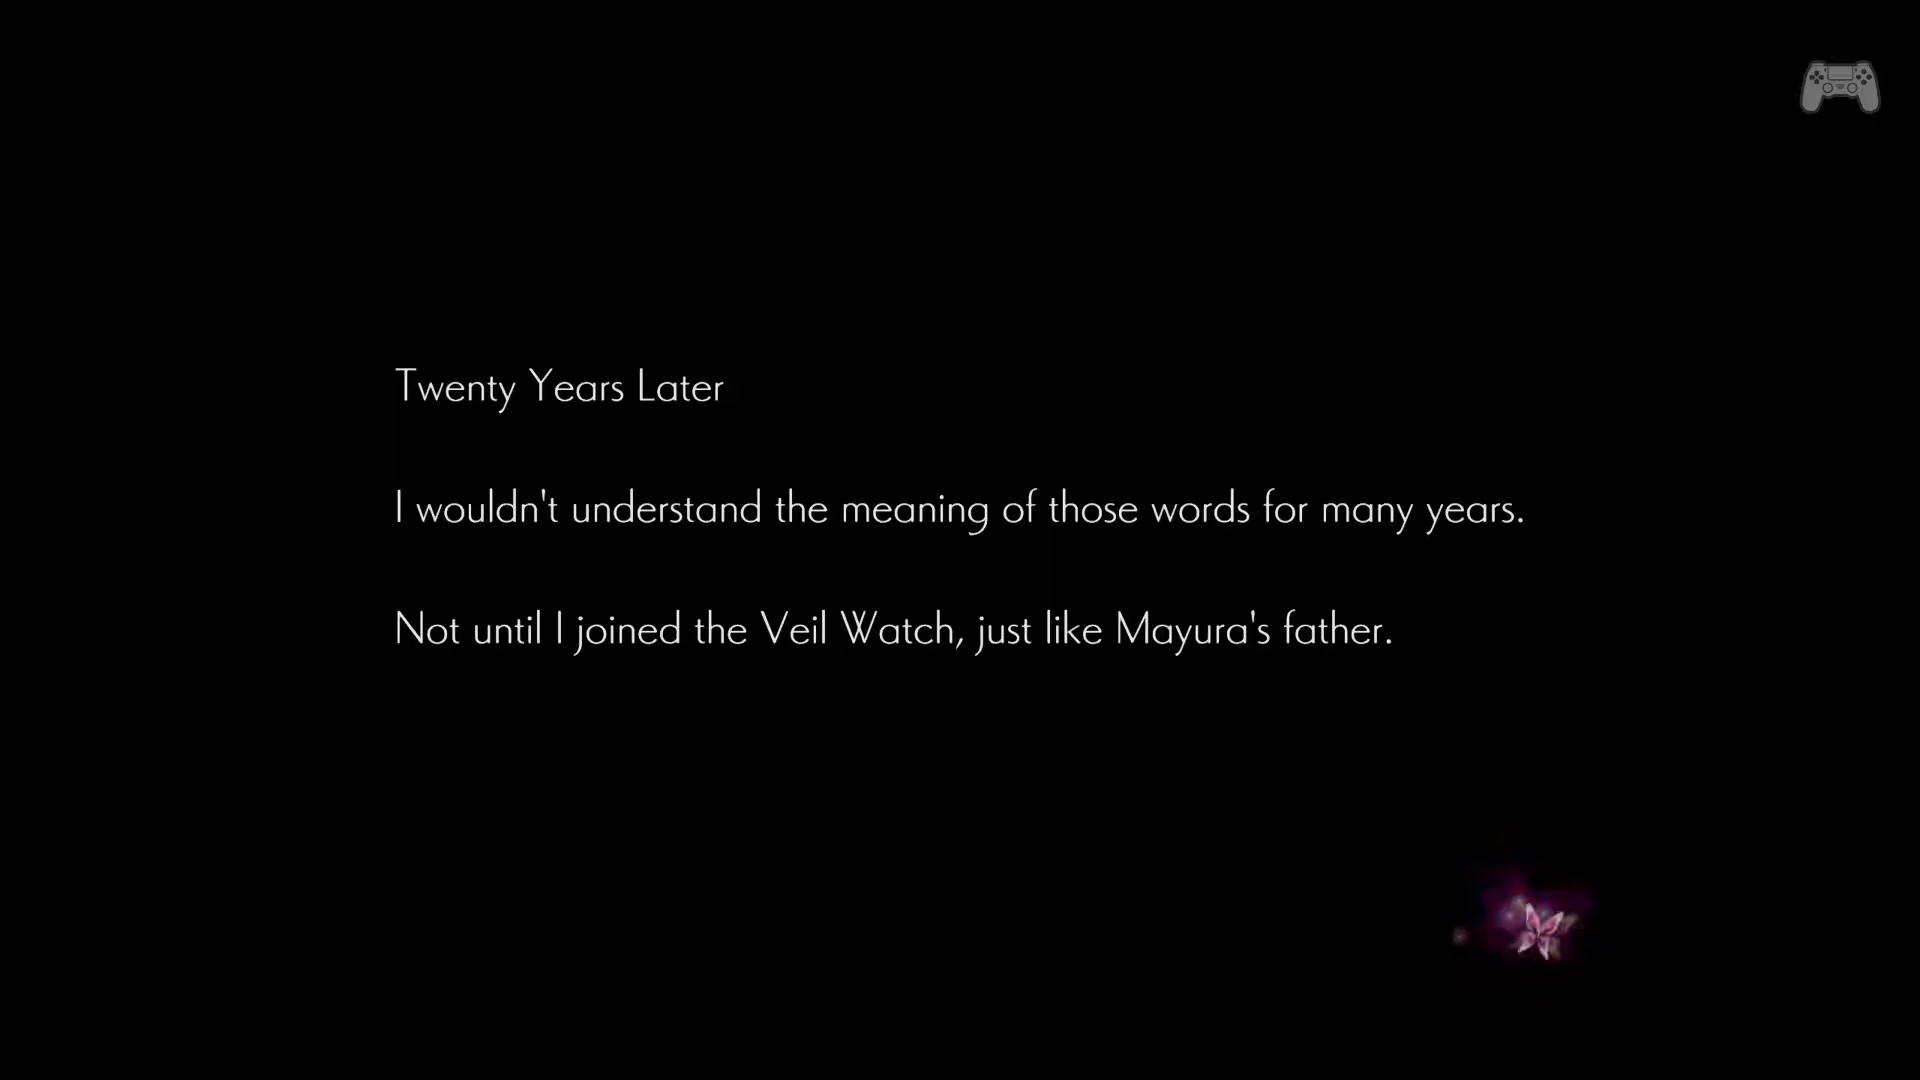 Twenty Years Later
I wouldn't understand the meaning of those words for many years.
Not until I joined the Veil Watch, just like Mayura's father.